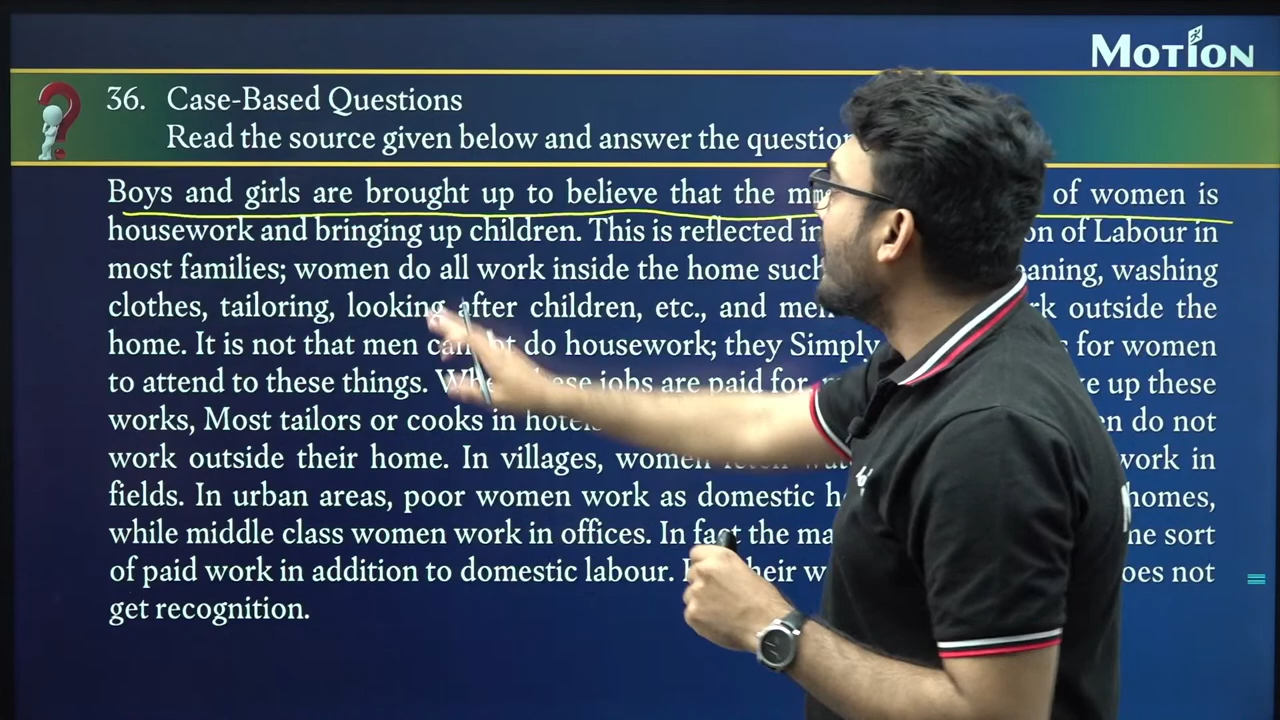 MOTION
36. Case-Based Questions
Read the source given below and answer the question
Boys and girls are brought up to believe that the of women is
housework and bringing up children. This is reflected in of Labour in
most families; women do all work inside the home such washing
clothes, tailoring, looking after children, etc., and men outside the
home. It is not that men do housework; they Simply for women
to attend to these things. jobs are paid for, up these
works, Most tailors or cooks in hotels do not
work outside their home. In villages, women work in
fields. In urban areas, poor women work as domestic homes,
while middle class women work in offices. In fact the sort
of paid work in addition to domestic labour. their not
get recognition.